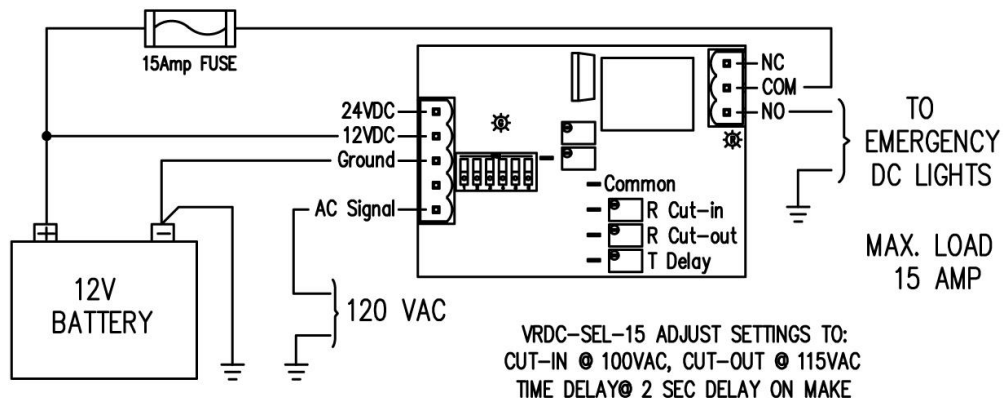 15Amp FUSE
NC
COM
NO
24VDC
12VDC
Ground
AC Signal
G
R
Common
R Cut-in
R Cut-out
T Delay
TO
EMERGENCY
DC LIGHTS
MAX. LOAD
15 AMP
+
-
12V
BATTERY
120 VAC
VRDC-SEL-15 ADJUST SETTINGS TO:
CUT-IN @ 100VAC, CUT-OUT @ 115VAC
TIME DELAY@ 2 SEC DELAY ON MAKE